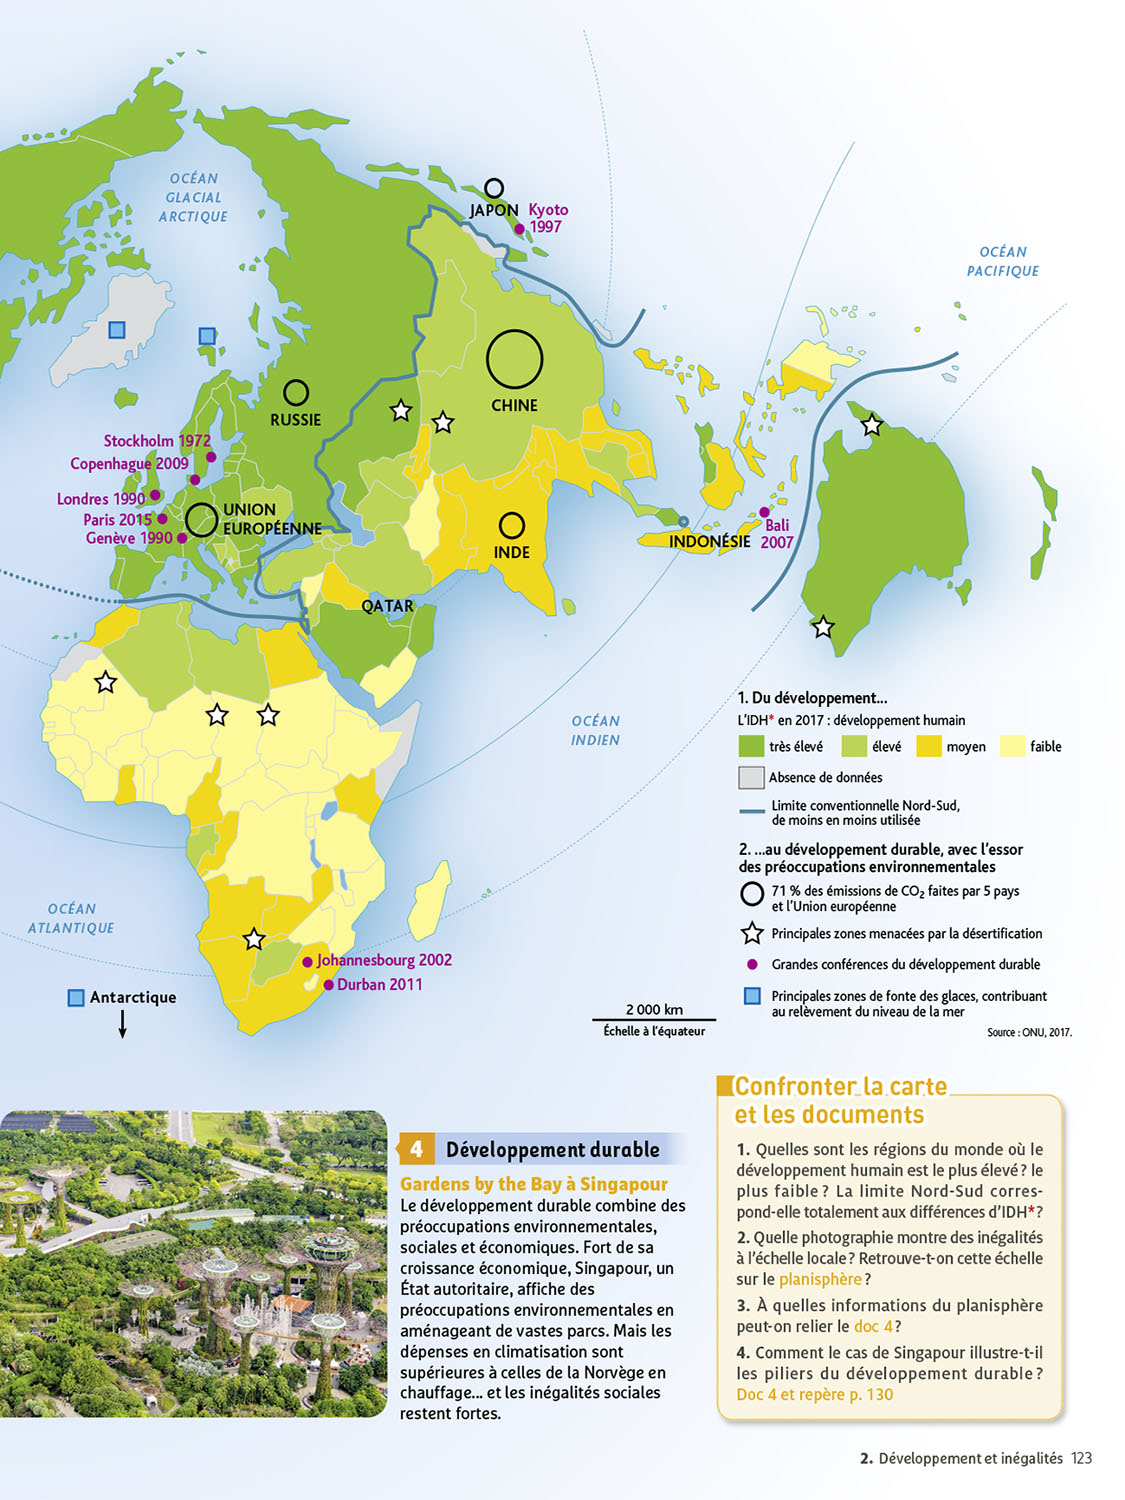 OCÉAN
GLACIAL
ARCTIQUE
JAPON
Kyoto
1997
OCÉAN
PACIFIQUE
CHINE
RUSSIE
Stockholm 1972
Copenhague 2009
Londres 1990
Paris 2015
Genève 1990
UNION
EUROPÉENNE
INDE
INDONÉSIE
Bali
2007
QATAR
OCÉAN
INDIEN
OCÉAN
ATLANTIQUE
Johannesbourg 2002
Durban 2011
Antarctique
2 000 km
Échelle à l'équateur
1. Du développement...
L'IDH* en 2017 : développement humain
très élevé
élevé
moyen
faible
Absence de données
Limite conventionnelle Nord-Sud,
de moins en moins utilisée
2. ...au développement durable, avec l'essor
des préoccupations environnementales
71 % des émissions de CO₂ faites par 5 pays
et l'Union européenne
Principales zones menacées par la désertification
Grandes conférences du développement durable
Principales zones de fonte des glaces, contribuant
au relèvement du niveau de la mer
Source : ONU, 2017.
4 Développement durable
Gardens by the Bay à Singapour
Le développement durable combine des
préoccupations environnementales,
sociales et économiques. Fort de sa
croissance économique, Singapour, un
État autoritaire, affiche des
préoccupations environnementales en
aménageant de vastes parcs. Mais les
dépenses en climatisation sont
supérieures à celles de la Norvège en
chauffage... et les inégalités sociales
restent fortes.
Confronter la carte
et les documents
1. Quelles sont les régions du monde où le
développement humain est le plus élevé ? le
plus faible ? La limite Nord-Sud corres-
pond-elle totalement aux différences d'IDH* ?
2. Quelle photographie montre des inégalités
à l'échelle locale ? Retrouve-t-on cette échelle
sur le planisphère ?
3. À quelles informations du planisphère
peut-on relier le doc 4 ?
4. Comment le cas de Singapour illustre-t-il
les piliers du développement durable ?
Doc 4 et repère p. 130
2. Développement et inégalités 123